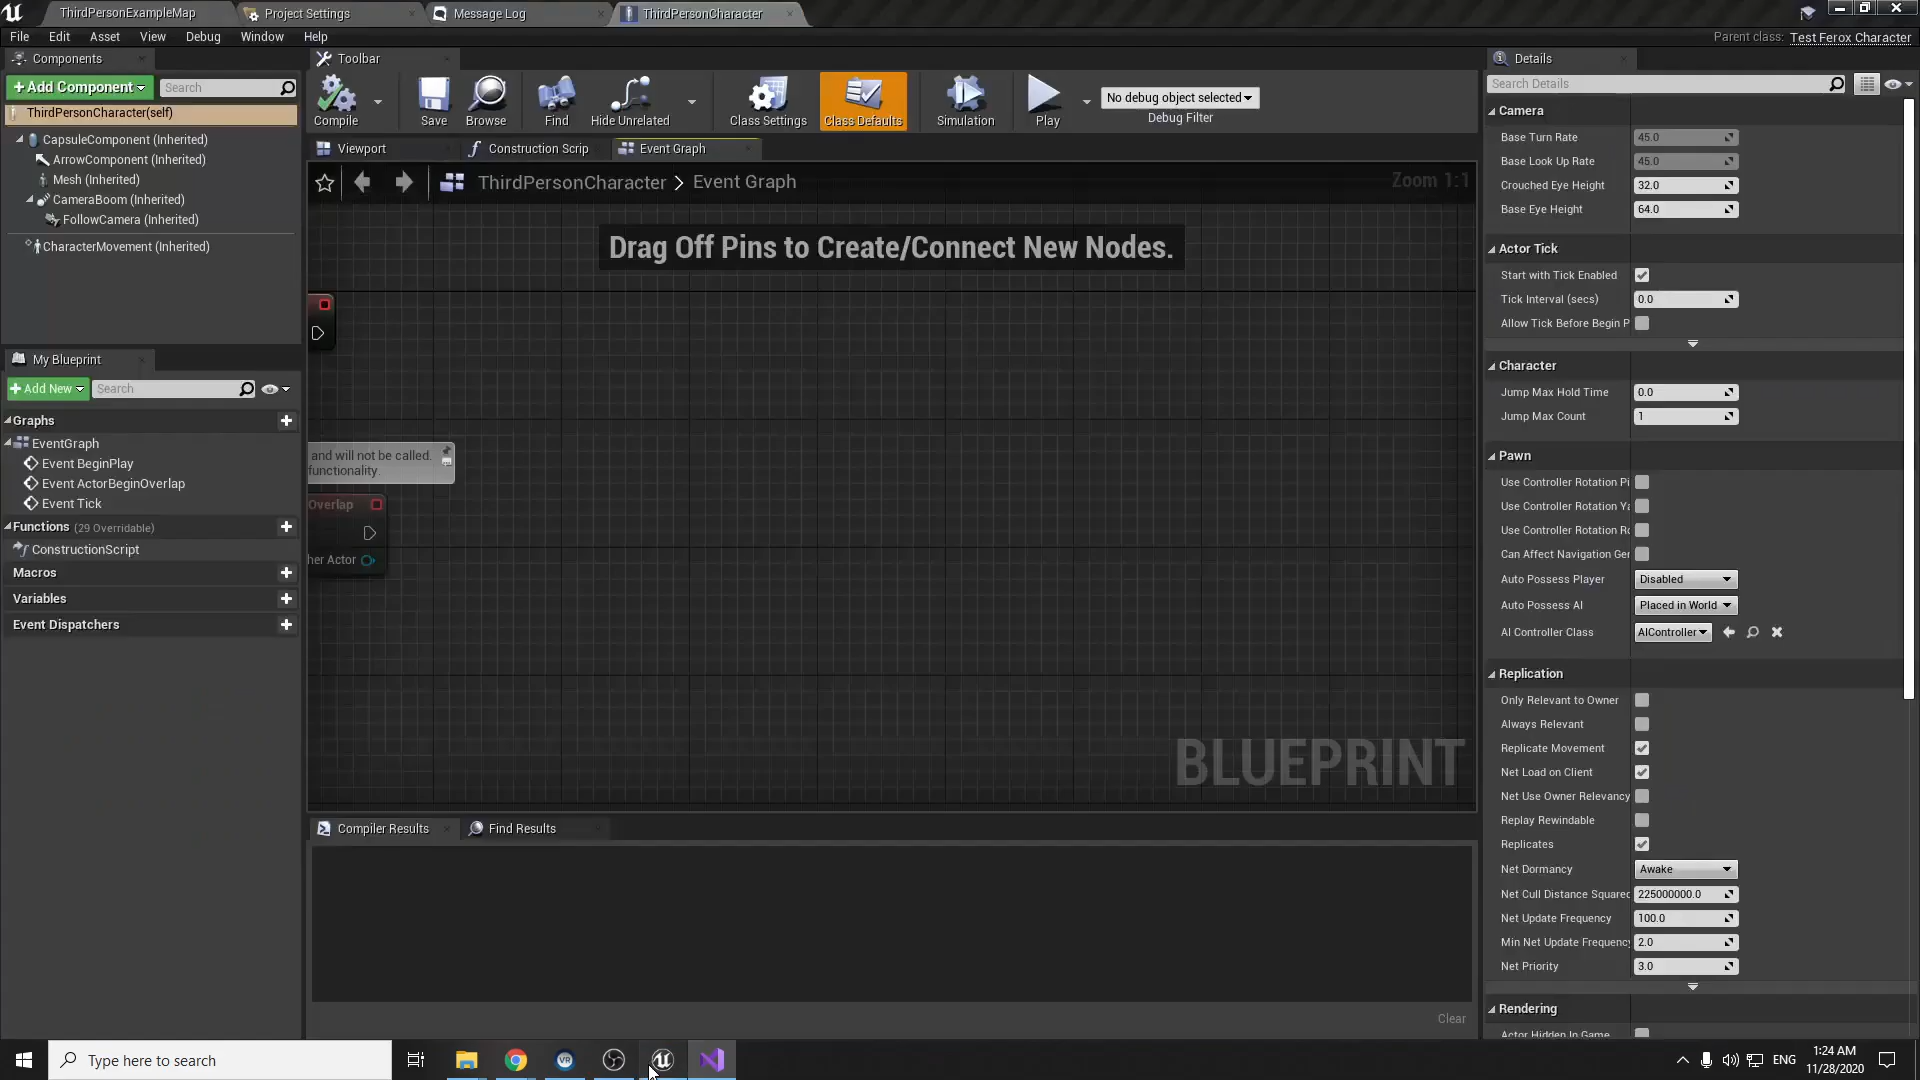 ThirdPersonExampleMap
Project Settings
Message Log
ThirdPersonCharacter
File Edit Asset View Debug Window Help
Parent class: Test Ferox Character
Components
+Add Component
Search
ThirdPersonCharacter(self)
CapsuleComponent (Inherited)
ArrowComponent (Inherited)
Mesh (Inherited)
CameraBoom (Inherited)
FollowCamera (Inherited)
CharacterMovement (Inherited)
My Blueprint
+Add New
Search
Graphs
EventGraph
Event BeginPlay
Event ActorBeginOverlap
Event Tick
Functions (29 Overridable)
ConstructionScript
Macros
Variables
Event Dispatchers
Toolbar
Compile
Save
Browse
Find
Hide Unrelated
Class Settings
Class Defaults
Simulation
Play
No debug object selected
Debug Filter
Viewport
Construction Scrip
Event Graph
ThirdPersonCharacter > Event Graph
Zoom 1:1
Drag Off Pins to Create/Connect New Nodes.
and will not be called.
functionality.
Overlap
her Actor
BLUEPRINT
Compiler Results
Find Results
Clear
Details
Search Details
Camera
Base Turn Rate 45.0
Base Look Up Rate 45.0
Crouched Eye Height 32.0
Base Eye Height 64.0
Actor Tick
Start with Tick Enabled
Tick Interval (secs) 0.0
Allow Tick Before Begin P
Character
Jump Max Hold Time 0.0
Jump Max Count 1
Pawn
Use Controller Rotation Pi
Use Controller Rotation Ya
Use Controller Rotation Ro
Can Affect Navigation Gen
Auto Possess Player Disabled
Auto Possess AI Placed in World
AI Controller Class AIController
Replication
Only Relevant to Owner
Always Relevant
Replicate Movement
Net Load on Client
Net Use Owner Relevancy
Replay Rewindable
Replicates
Net Dormancy Awake
Net Cull Distance Squared 225000000.0
Net Update Frequency 100.0
Min Net Update Frequency 2.0
Net Priority 3.0
Rendering
Actor Hidden In Game
Type here to search
VR
ENG
1:24 AM
11/28/2020